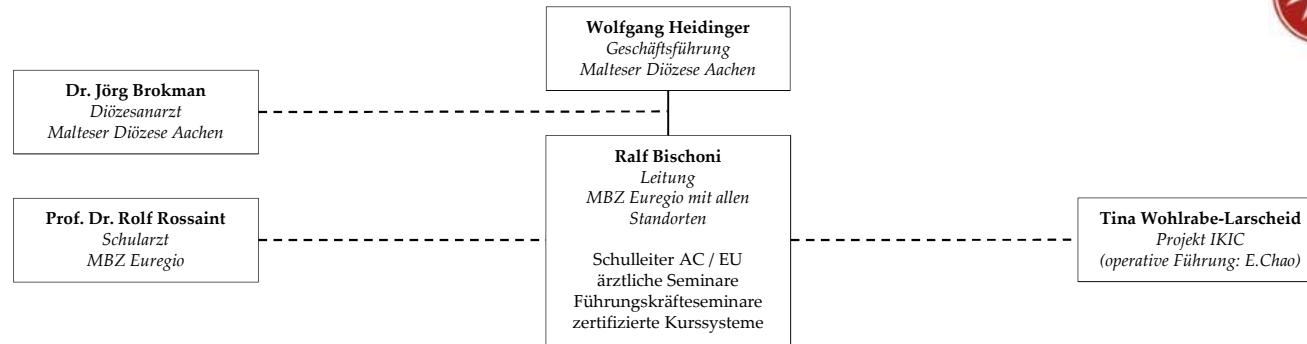 Wolfgang Heidinger
Geschäftsführung
Malteser Diözese Aachen
Dr. Jörg Brokman
Diözesanarzt
Malteser Diözese Aachen
Ralf Bischoni
Leitung
MBZ Euregio mit allen
Standorten
Schulleiter AC / EU
ärztliche Seminare
Führungskräfteseminare
zertifizierte Kurssysteme
Prof. Dr. Rolf Rossaint
Schularzt
MBZ Euregio
Tina Wohlrabe-Larscheid
Projekt IKIC
(operative Führung: E.Chao)